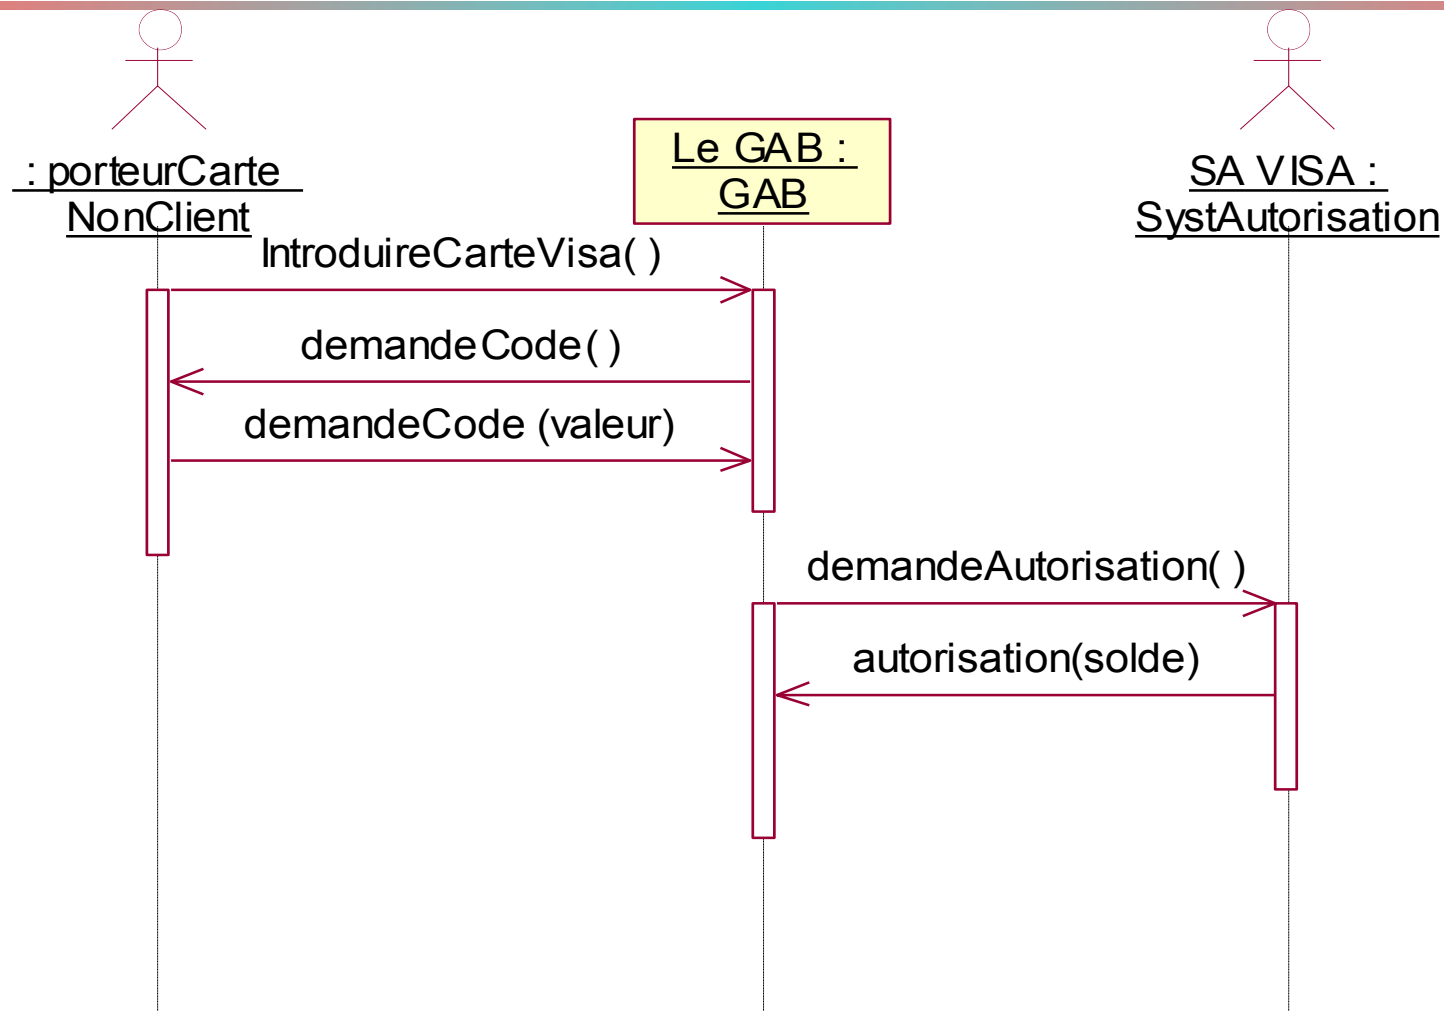 : porteurCarte
NonClient
Le GAB :
GAB
SA VISA :
SystAutorisation
IntroduireCarteVisa( )
demandeCode( )
demandeCode (valeur)
demandeAutorisation( )
autorisation(solde)